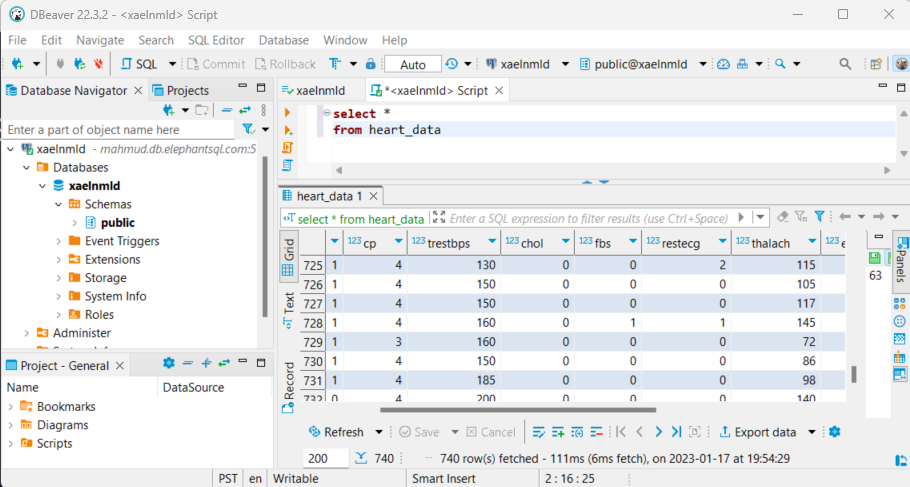 DBeaver 22.3.2 - <xaelnmld> Script
File Edit Navigate Search SQL Editor Database Window Help
SQL Commit Rollback Auto xaelnmld public@xaelnmld
Database Navigator Projects
Enter a part of object name here
xaelnmld - mahmud.db.elephantsql.com:5
Databases
xaelnmld
Schemas
public
Event Triggers
Extensions
Storage
System Info
Roles
Administer
Project - General
Name DataSource
Bookmarks
Diagrams
Scripts
xaelnmld *<xaelnmld> Script
select *
from heart_data
heart_data 1
select * from heart_data Enter a SQL expression to filter results (use Ctrl+Space)
Grid
Text
Record
123 cp 123 trestbps 123 chol 123 fbs 123 restecg 123 thalach e
725 1 4 130 0 0 2 115
726 1 4 150 0 0 0 105
727 1 4 150 0 0 0 117
728 1 4 160 0 1 1 145
729 1 3 160 0 0 0 72
730 1 4 150 0 0 0 86
731 1 4 185 0 0 0 98
732 0 4 200 0 0 0 140
63
Panels
Refresh Save Cancel Export data
200 740 740 row(s) fetched - 111ms (6ms fetch), on 2023-01-17 at 19:54:29
PST en Writable Smart Insert 2 : 16 : 25